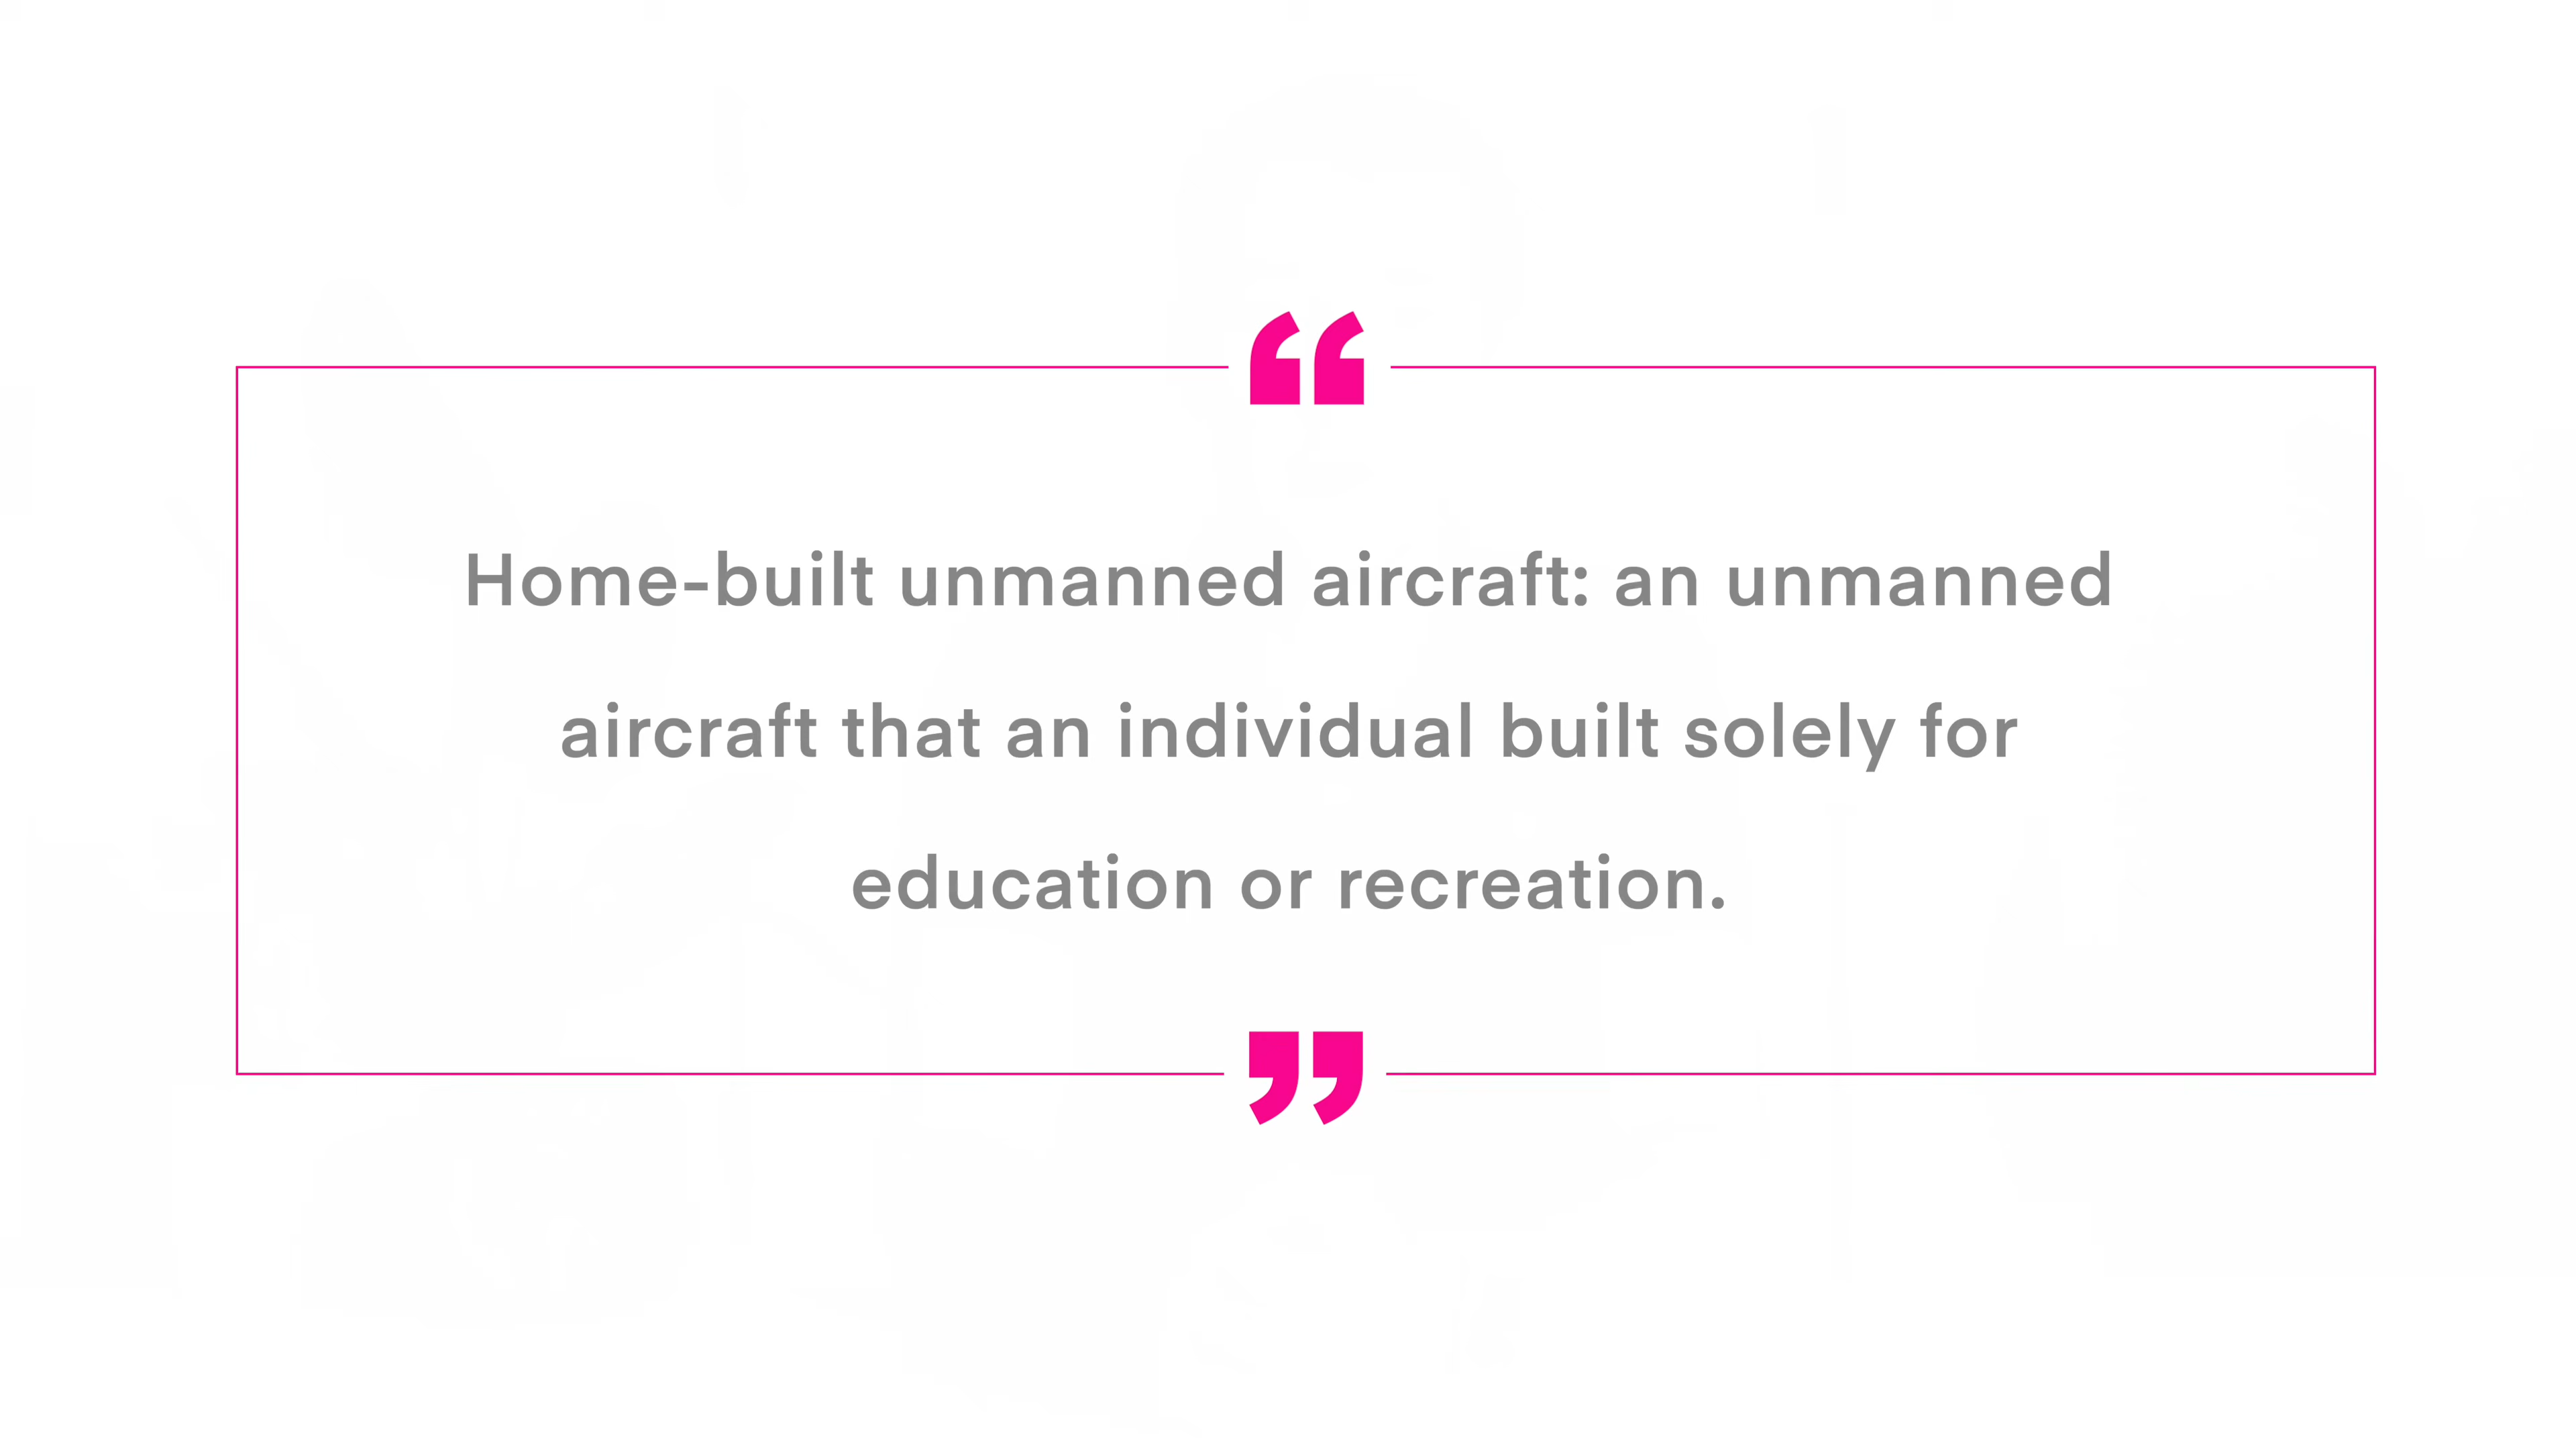 “
Home-built unmanned aircraft: an unmanned
aircraft that an individual built solely for
education or recreation.
”